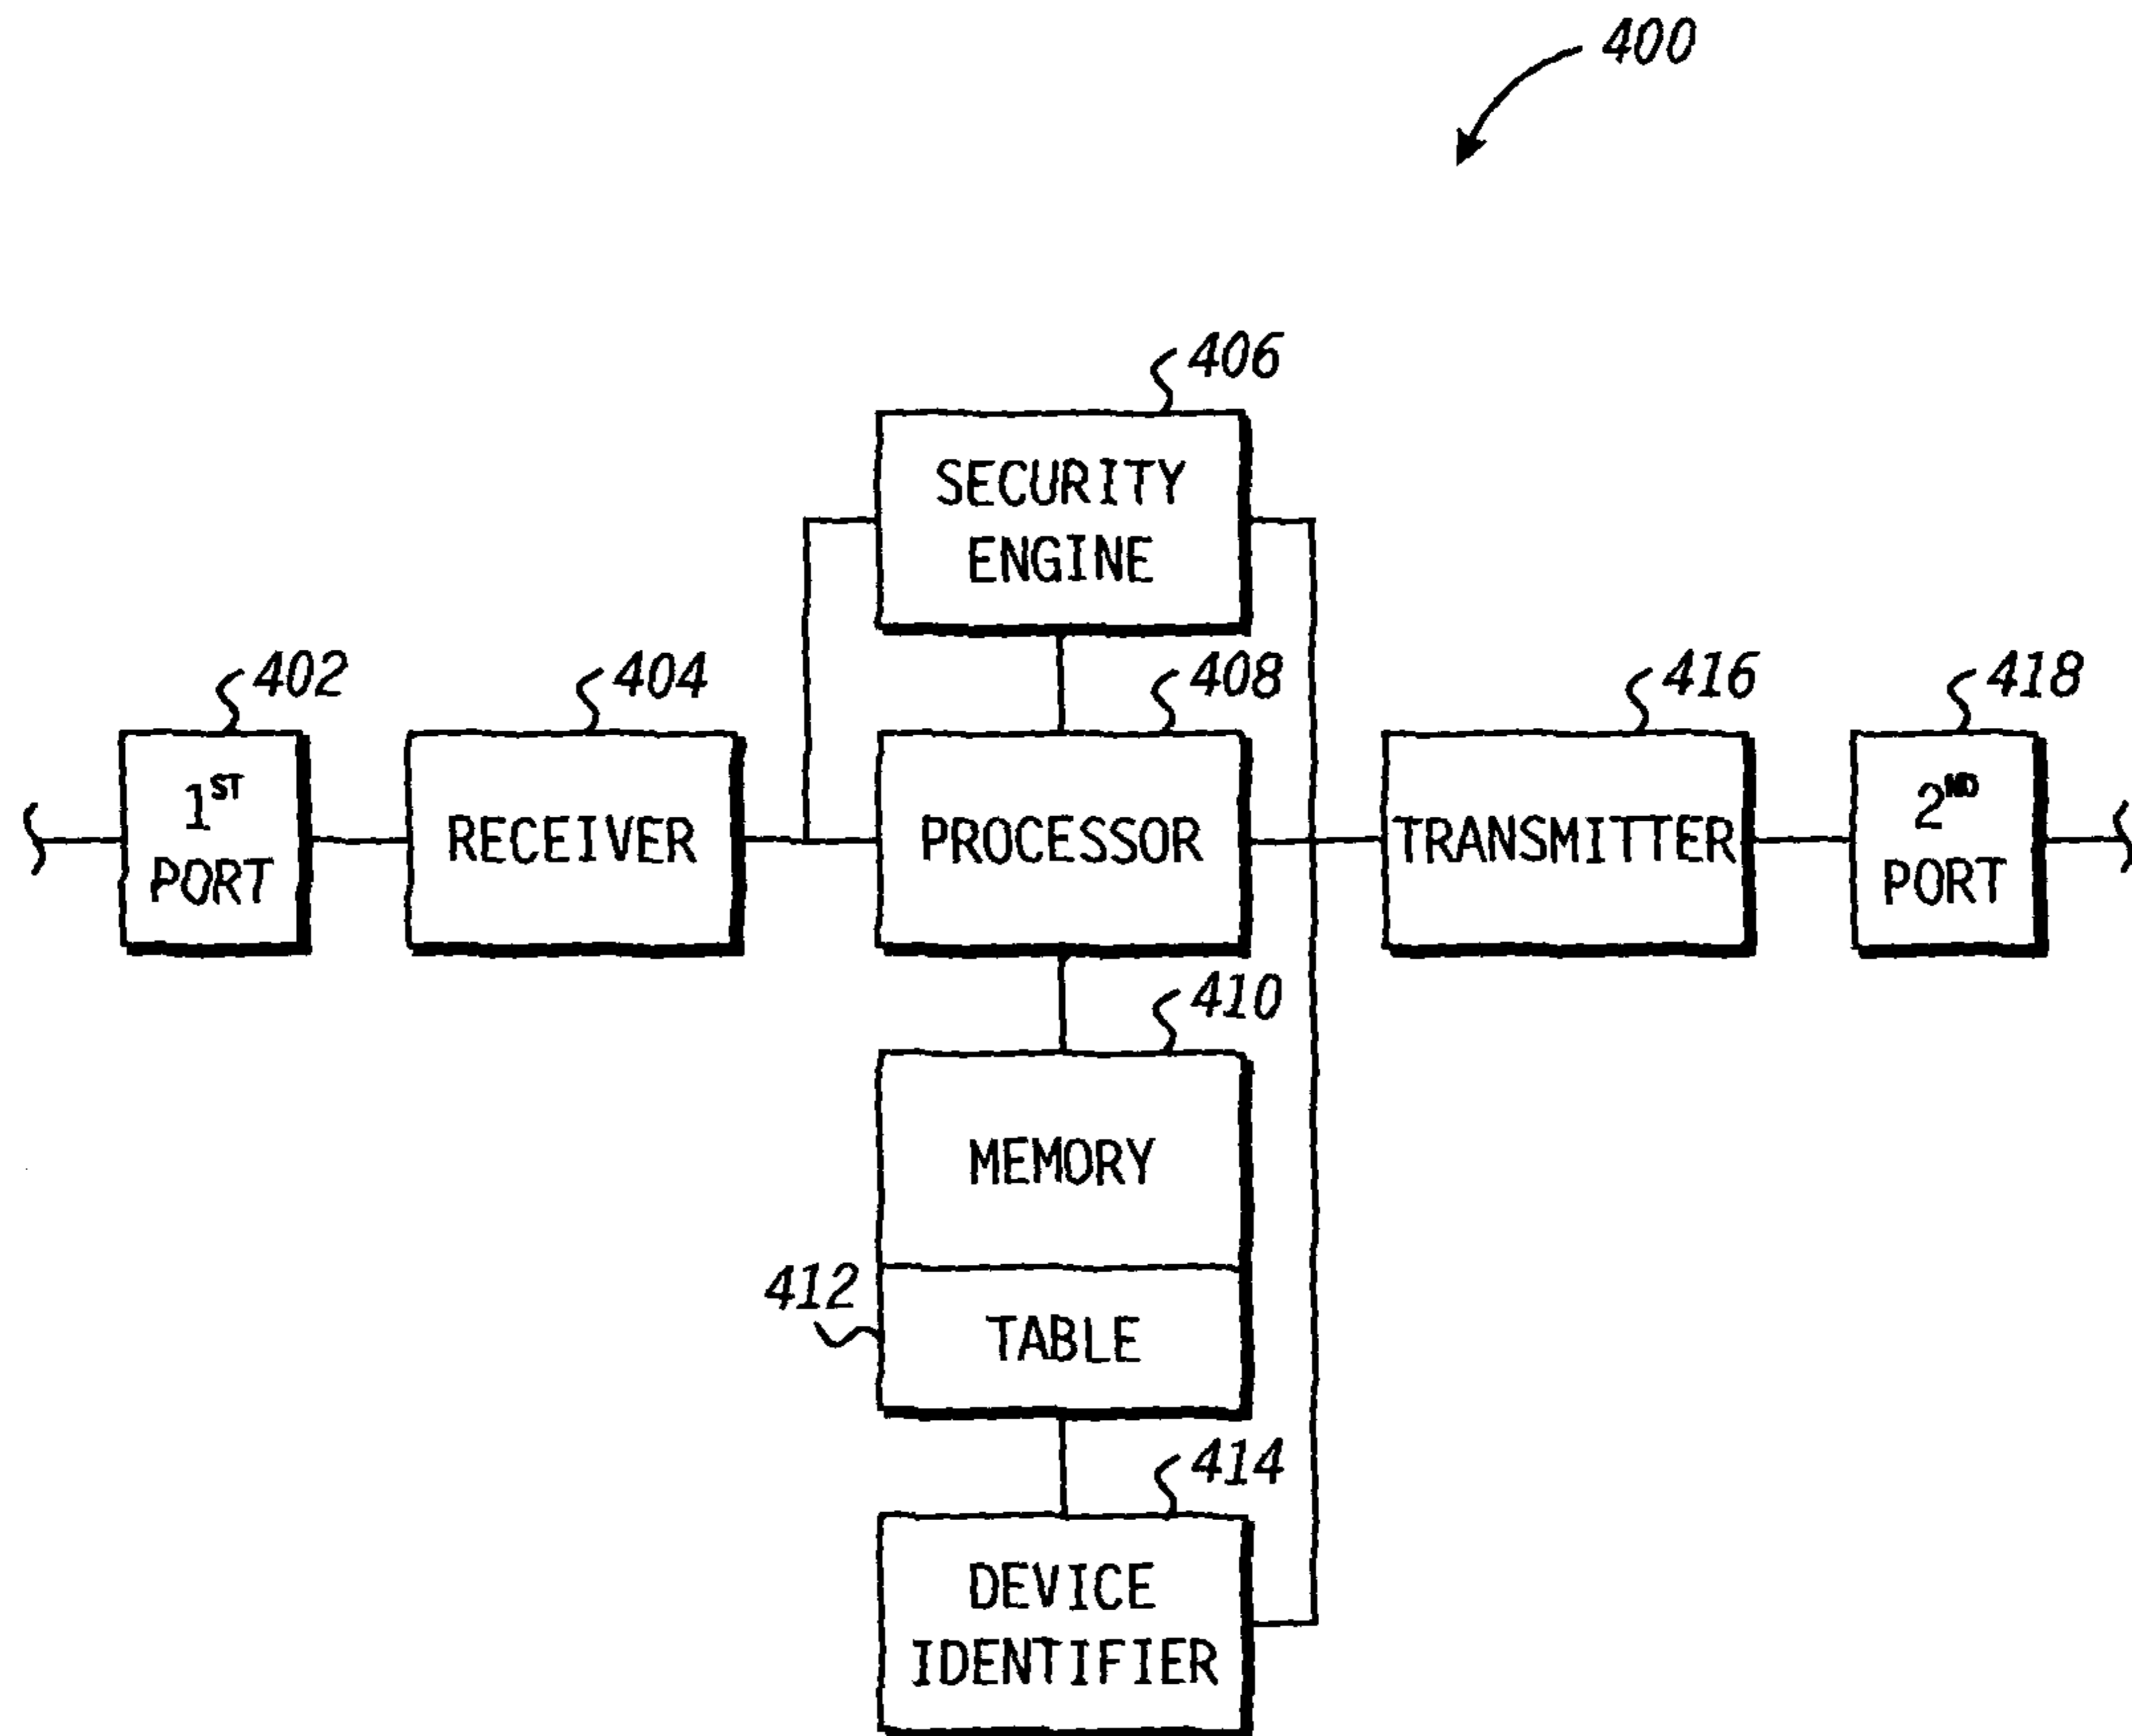 400
406
SECURITY
ENGINE
402
404
408
416
418
1ST
PORT
RECEIVER
PROCESSOR
TRANSMITTER
2ND
PORT
410
MEMORY
412
TABLE
414
DEVICE
IDENTIFIER